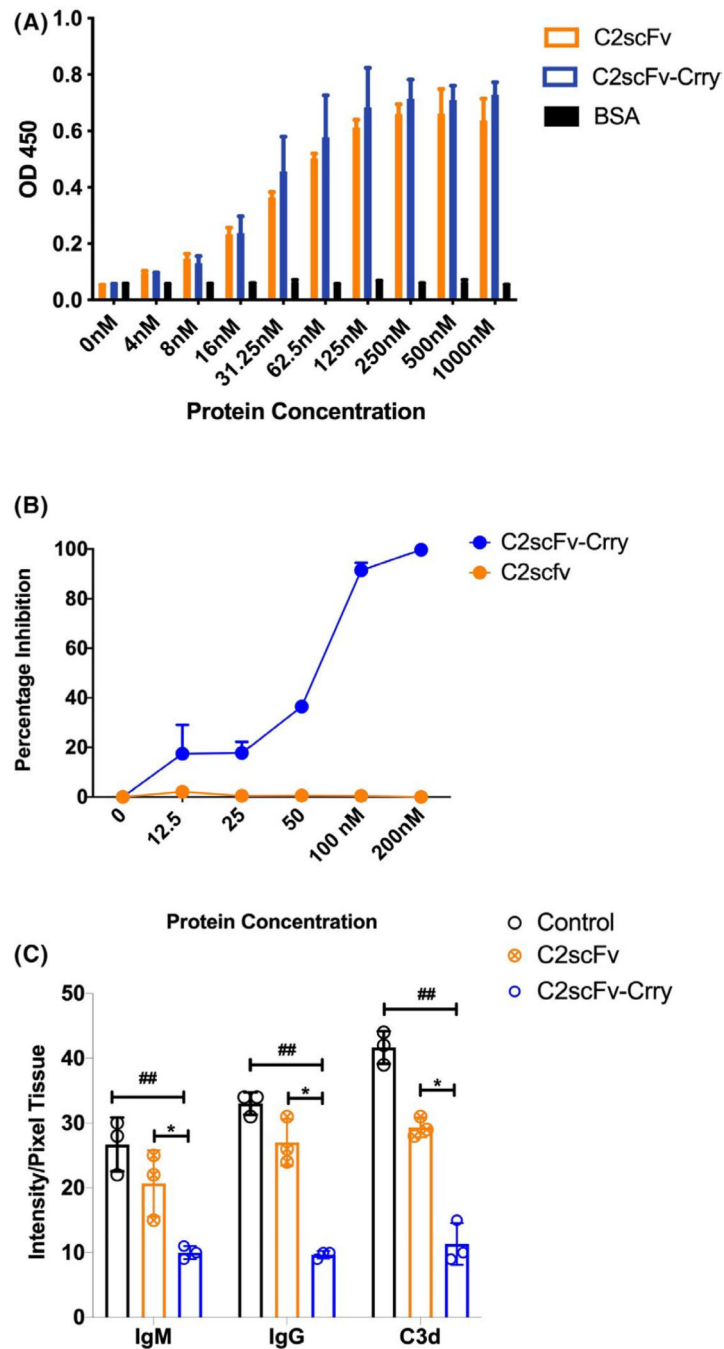 (A)
C2scFv
C2scFv-Crry
BSA
OD 450
1.0
0.8
0.6
0.4
0.2
0.0
0nM
4nM
8nM
16nM
31.25nM
62.5nM
125nM
250nM
500nM
1000nM
Protein Concentration
(B)
C2scFv-Crry
C2scfv
Percentage Inhibition
100
80
60
40
20
0
0
12.5
25
50
100 nM
200nM
Protein Concentration
(C)
Control
C2scFv
C2scFv-Crry
Intensity/Pixel Tissue
50
40
30
20
10
0
##
*
##
*
##
*
IgM
IgG
C3d